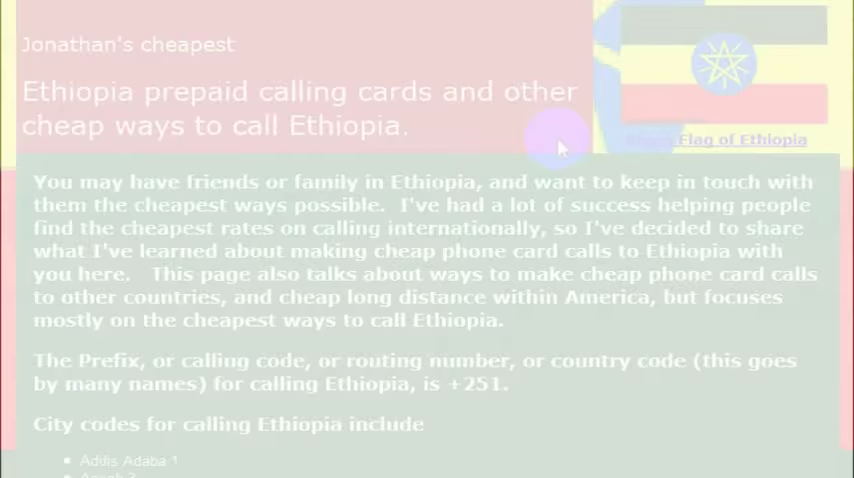 Jonathan's cheapest
Ethiopia prepaid calling cards and other
cheap ways to call Ethiopia.
Flag of Ethiopia
You may have friends or family in Ethiopia, and want to keep in touch with
them the cheapest ways possible. I've had a lot of success helping people
find the cheapest rates on calling internationally, so I've decided to share
what I've learned about making cheap phone card calls to Ethiopia with
you here. This page also talks about ways to make cheap phone card calls
to other countries, and cheap long distance within America, but focuses
mostly on the cheapest ways to call Ethiopia.
The Prefix, or calling code, or routing number, or country code (this goes
by many names) for calling Ethiopia, is +251.
City codes for calling Ethiopia include
Addis Adaba 1